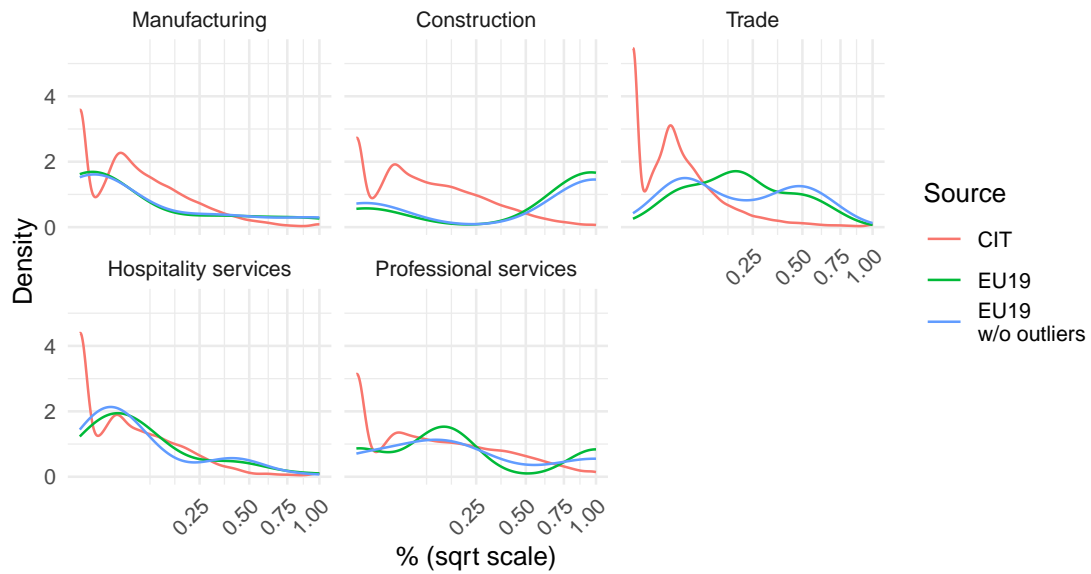 Manufacturing
Construction
Trade
Density
4
2
0
0.25
0.50
0.75
1.00
Hospitality services
Professional services
4
2
0
0.25
0.50
0.75
1.00
0.25
0.50
0.75
1.00
% (sqrt scale)
Source
CIT
EU19
EU19
w/o outliers